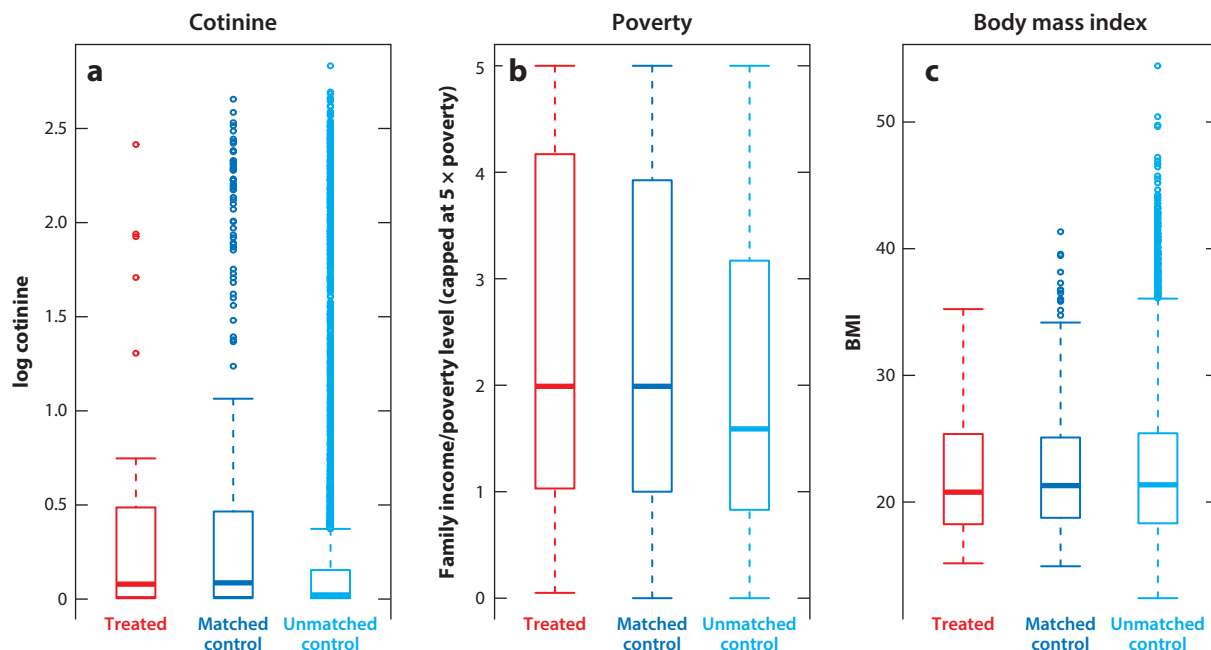 Cotinine
a
log cotinine
2.5
2.0
1.5
1.0
0.5
0
Treated
Matched
control
Unmatched
control
Poverty
b
Family income/poverty level (capped at 5 × poverty)
5
4
3
2
1
0
Treated
Matched
control
Unmatched
control
Body mass index
c
BMI
50
40
30
20
Treated
Matched
control
Unmatched
control